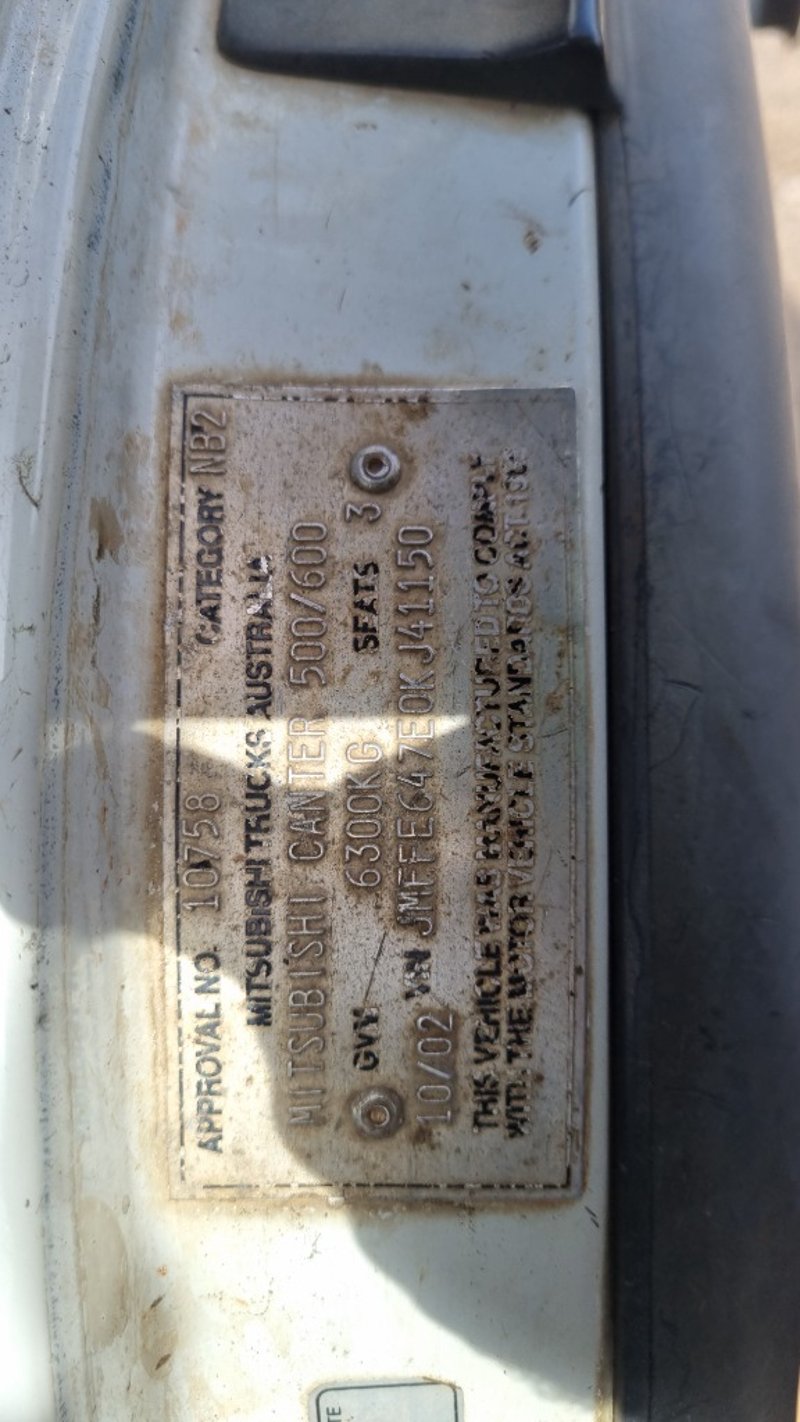 APPROVAL NO. 10758 CATEGORY NB2
MITSUBISHI TRUCKS AUSTRALIA
MITSUBISHI CANTER 500/600
GVM 6300KG SEATS 3
10/02 VIN JMFFE647E0KJ41150
THIS VEHICLE WAS MANUFACTURED TO COMPLY
WITH THE MOTOR VEHICLE STANDARDS ACT
TE